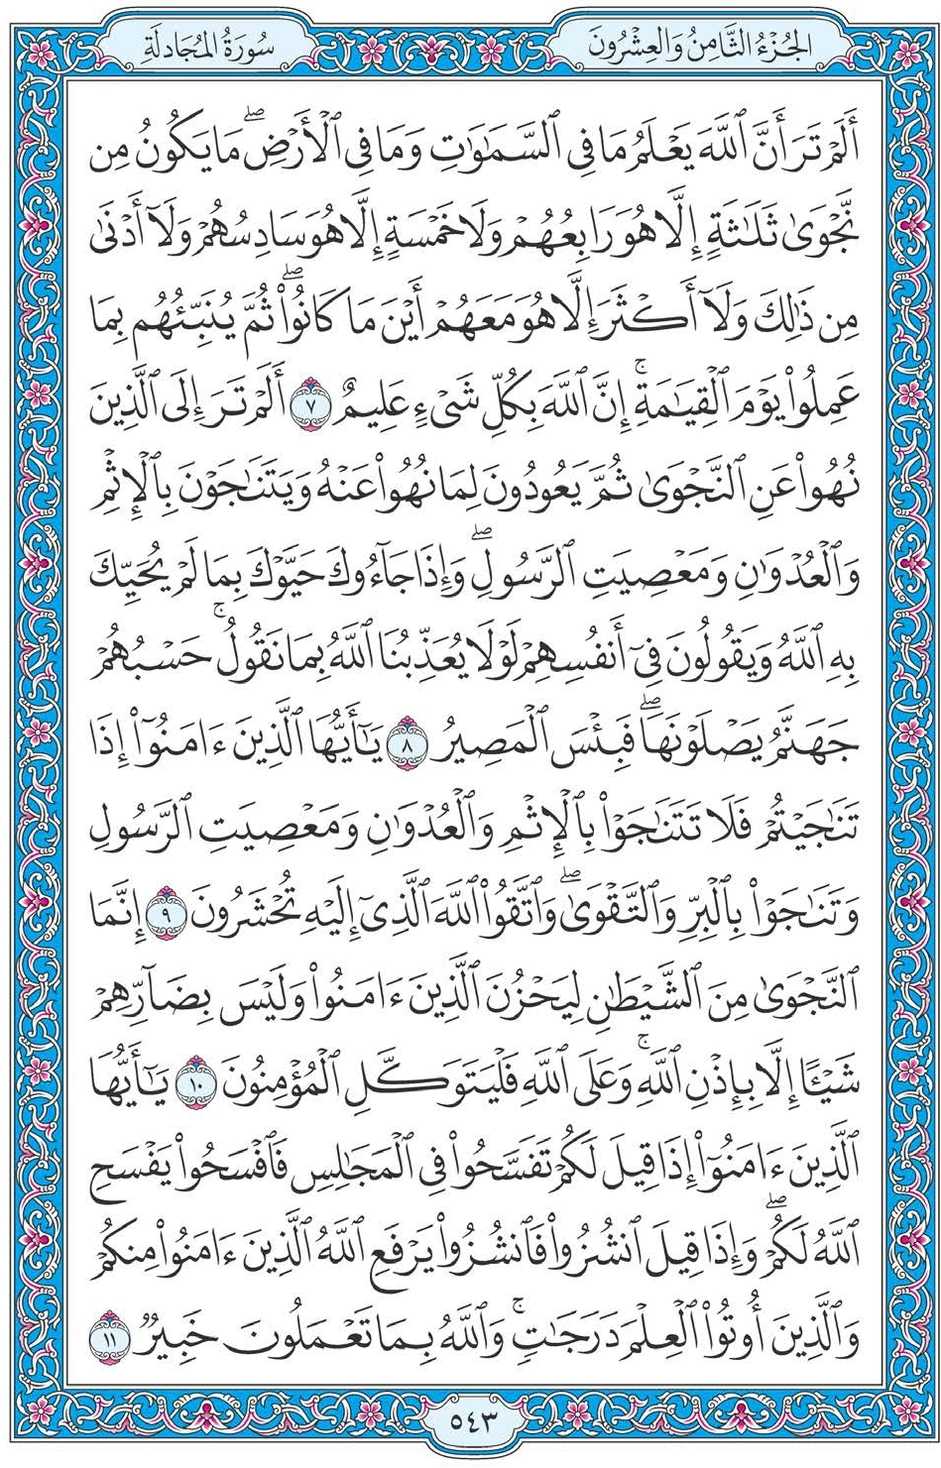 الجُزْءُ الثَّامِنُ وَالعِشْرُونَ
سُورَةُ المُجَادلَةِ
أَلَمْ تَرَ أَنَّ ٱللَّهَ يَعْلَمُ مَا فِى ٱلسَّمَٰوَٰتِ وَمَا فِى ٱلْأَرْضِۖ مَا يَكُونُ مِن
نَّجْوَىٰ ثَلَٰثَةٍ إِلَّا هُوَ رَابِعُهُمْ وَلَا خَمْسَةٍ إِلَّا هُوَ سَادِسُهُمْ وَلَآ أَدْنَىٰ
مِن ذَٰلِكَ وَلَآ أَكْثَرَ إِلَّا هُوَ مَعَهُمْ أَيْنَ مَا كَانُوا۟ۖ ثُمَّ يُنَبِّئُهُم بِمَا
عَمِلُوا۟ يَوْمَ ٱلْقِيَٰمَةِۚ إِنَّ ٱللَّهَ بِكُلِّ شَىْءٍ عَلِيمٌ ٧ أَلَمْ تَرَ إِلَى ٱلَّذِينَ
نُهُوا۟ عَنِ ٱلنَّجْوَىٰ ثُمَّ يَعُودُونَ لِمَا نُهُوا۟ عَنْهُ وَيَتَنَٰجَوْنَ بِٱلْإِثْمِ
وَٱلْعُدْوَٰنِ وَمَعْصِيَتِ ٱلرَّسُولِۖ وَإِذَا جَآءُوكَ حَيَّوْكَ بِمَا لَمْ يُحَيِّكَ
بِهِ ٱللَّهُ وَيَقُولُونَ فِىٓ أَنفُسِهِمْ لَوْلَا يُعَذِّبُنَا ٱللَّهُ بِمَا نَقُولُۚ حَسْبُهُمْ
جَهَنَّمُ يَصْلَوْنَهَاۖ فَبِئْسَ ٱلْمَصِيرُ ٨ يَٰٓأَيُّهَا ٱلَّذِينَ ءَامَنُوٓا۟ إِذَا
تَنَٰجَيْتُمْ فَلَا تَتَنَٰجَوْا۟ بِٱلْإِثْمِ وَٱلْعُدْوَٰنِ وَمَعْصِيَتِ ٱلرَّسُولِ
وَتَنَٰجَوْا۟ بِٱلْبِرِّ وَٱلتَّقْوَىٰۖ وَٱتَّقُوا۟ ٱللَّهَ ٱلَّذِىٓ إِلَيْهِ تُحْشَرُونَ ٩ إِنَّمَا
ٱلنَّجْوَىٰ مِنَ ٱلشَّيْطَٰنِ لِيَحْزُنَ ٱلَّذِينَ ءَامَنُوا۟ وَلَيْسَ بِضَآرِّهِمْ
شَيْـًٔا إِلَّا بِإِذْنِ ٱللَّهِۚ وَعَلَى ٱللَّهِ فَلْيَتَوَكَّلِ ٱلْمُؤْمِنُونَ ١٠ يَٰٓأَيُّهَا
ٱلَّذِينَ ءَامَنُوٓا۟ إِذَا قِيلَ لَكُمْ تَفَسَّحُوا۟ فِى ٱلْمَجَٰلِسِ فَٱفْسَحُوا۟ يَفْسَحِ
ٱللَّهُ لَكُمْۖ وَإِذَا قِيلَ ٱنشُزُوا۟ فَٱنشُزُوا۟ يَرْفَعِ ٱللَّهُ ٱلَّذِينَ ءَامَنُوا۟ مِنكُمْ
وَٱلَّذِينَ أُوتُوا۟ ٱلْعِلْمَ دَرَجَٰتٍۚ وَٱللَّهُ بِمَا تَعْمَلُونَ خَبِيرٌ ١١
٥٤٣